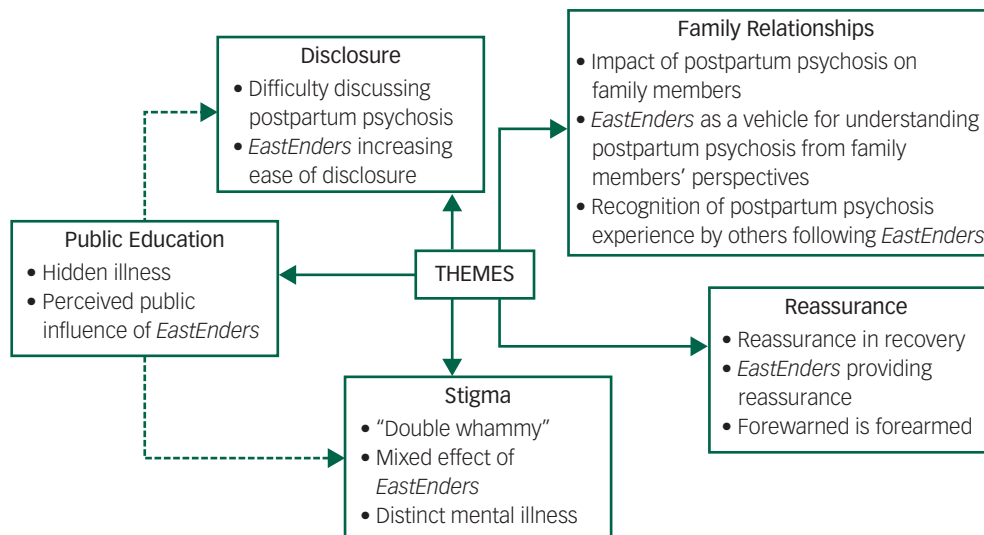 Disclosure
• Difficulty discussing
postpartum psychosis
• EastEnders increasing
ease of disclosure
Family Relationships
• Impact of postpartum psychosis on
family members
• EastEnders as a vehicle for understanding
postpartum psychosis from family
members’ perspectives
• Recognition of postpartum psychosis
experience by others following EastEnders
Public Education
• Hidden illness
• Perceived public
influence of EastEnders
THEMES
Reassurance
• Reassurance in recovery
• EastEnders providing
reassurance
• Forewarned is forearmed
Stigma
• “Double whammy”
• Mixed effect of
EastEnders
• Distinct mental illness